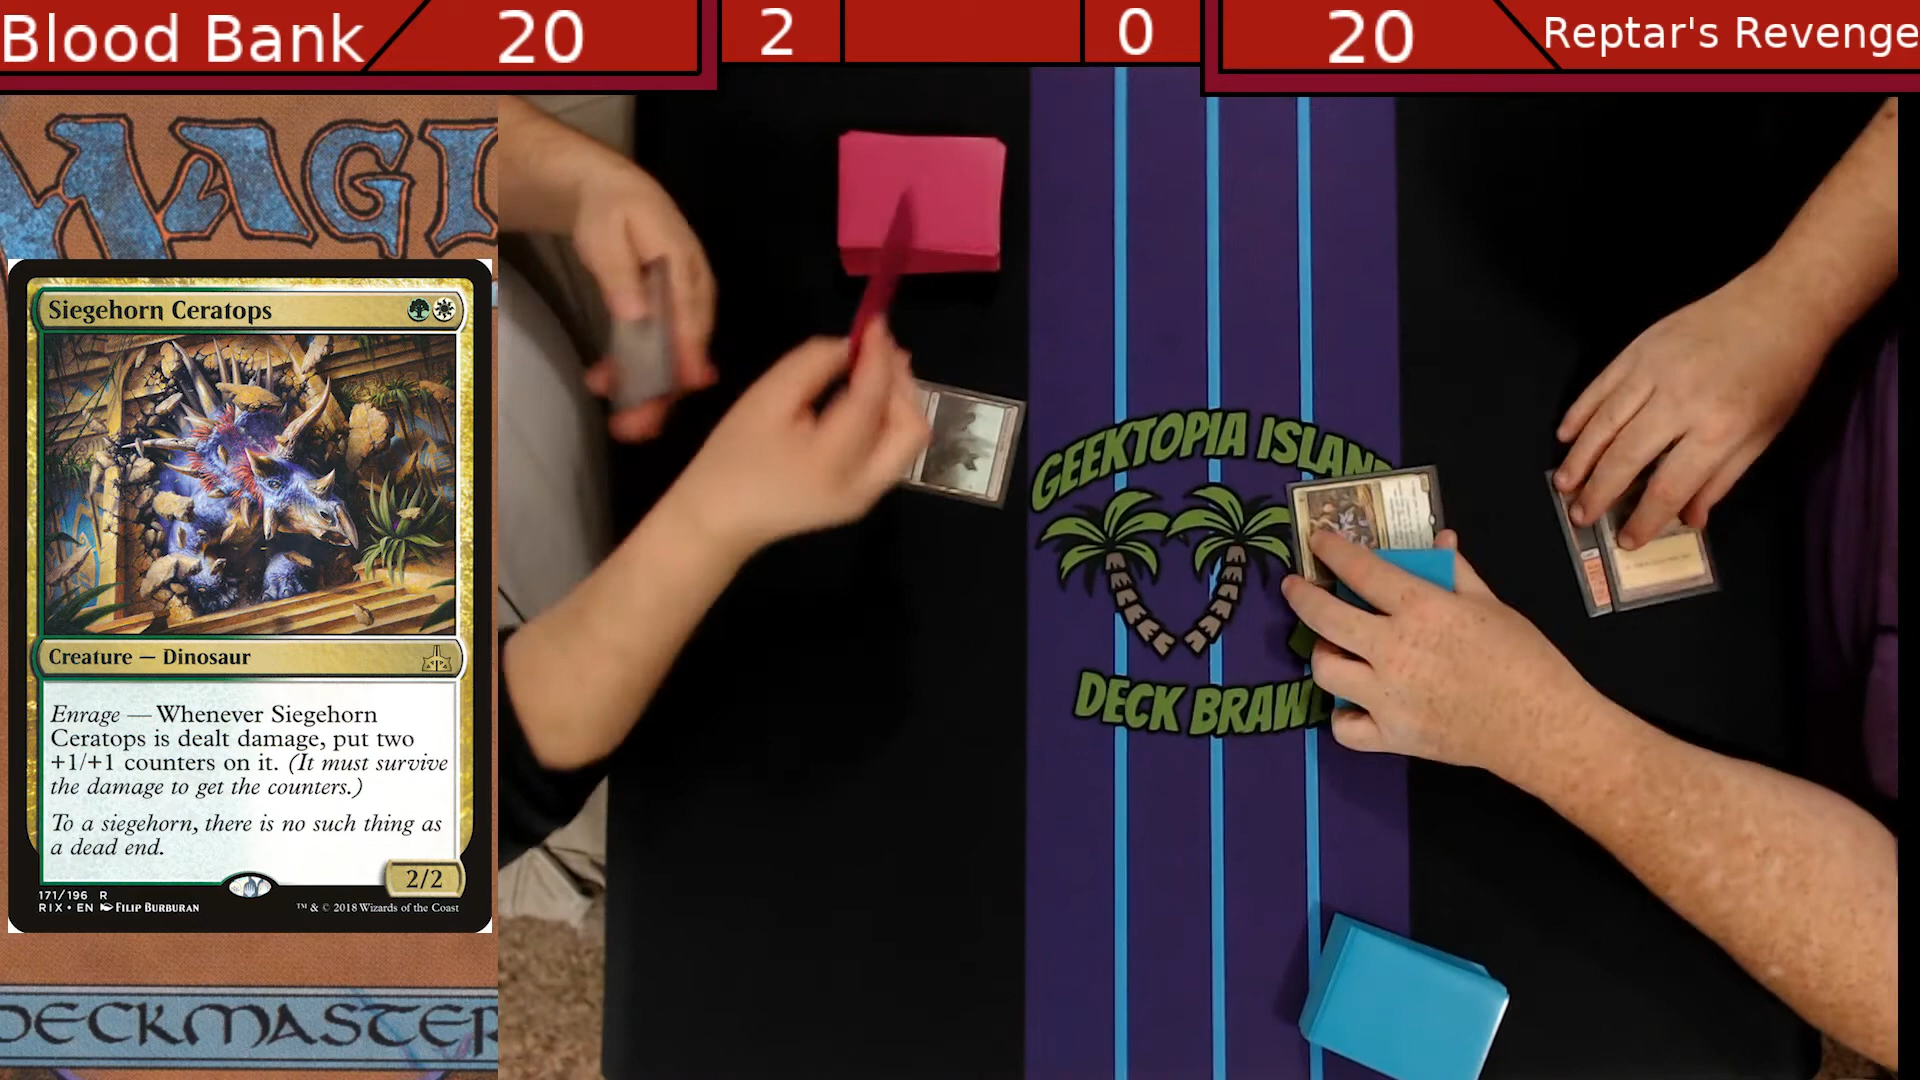 Blood Bank
20
2
0
20
Reptar's Revenge
MAGI
Siegehorn Ceratops
Creature — Dinosaur
Enrage — Whenever Siegehorn
Ceratops is dealt damage, put two
+1/+1 counters on it. (It must survive
the damage to get the counters.)
To a siegehorn, there is no such thing as
a dead end.
2/2
171/196 R
RIX • EN Filip Burburan
™ & © 2018 Wizards of the Coast
DECKMASTER
GEEKTOPIA ISLAND
DECK BRAWL